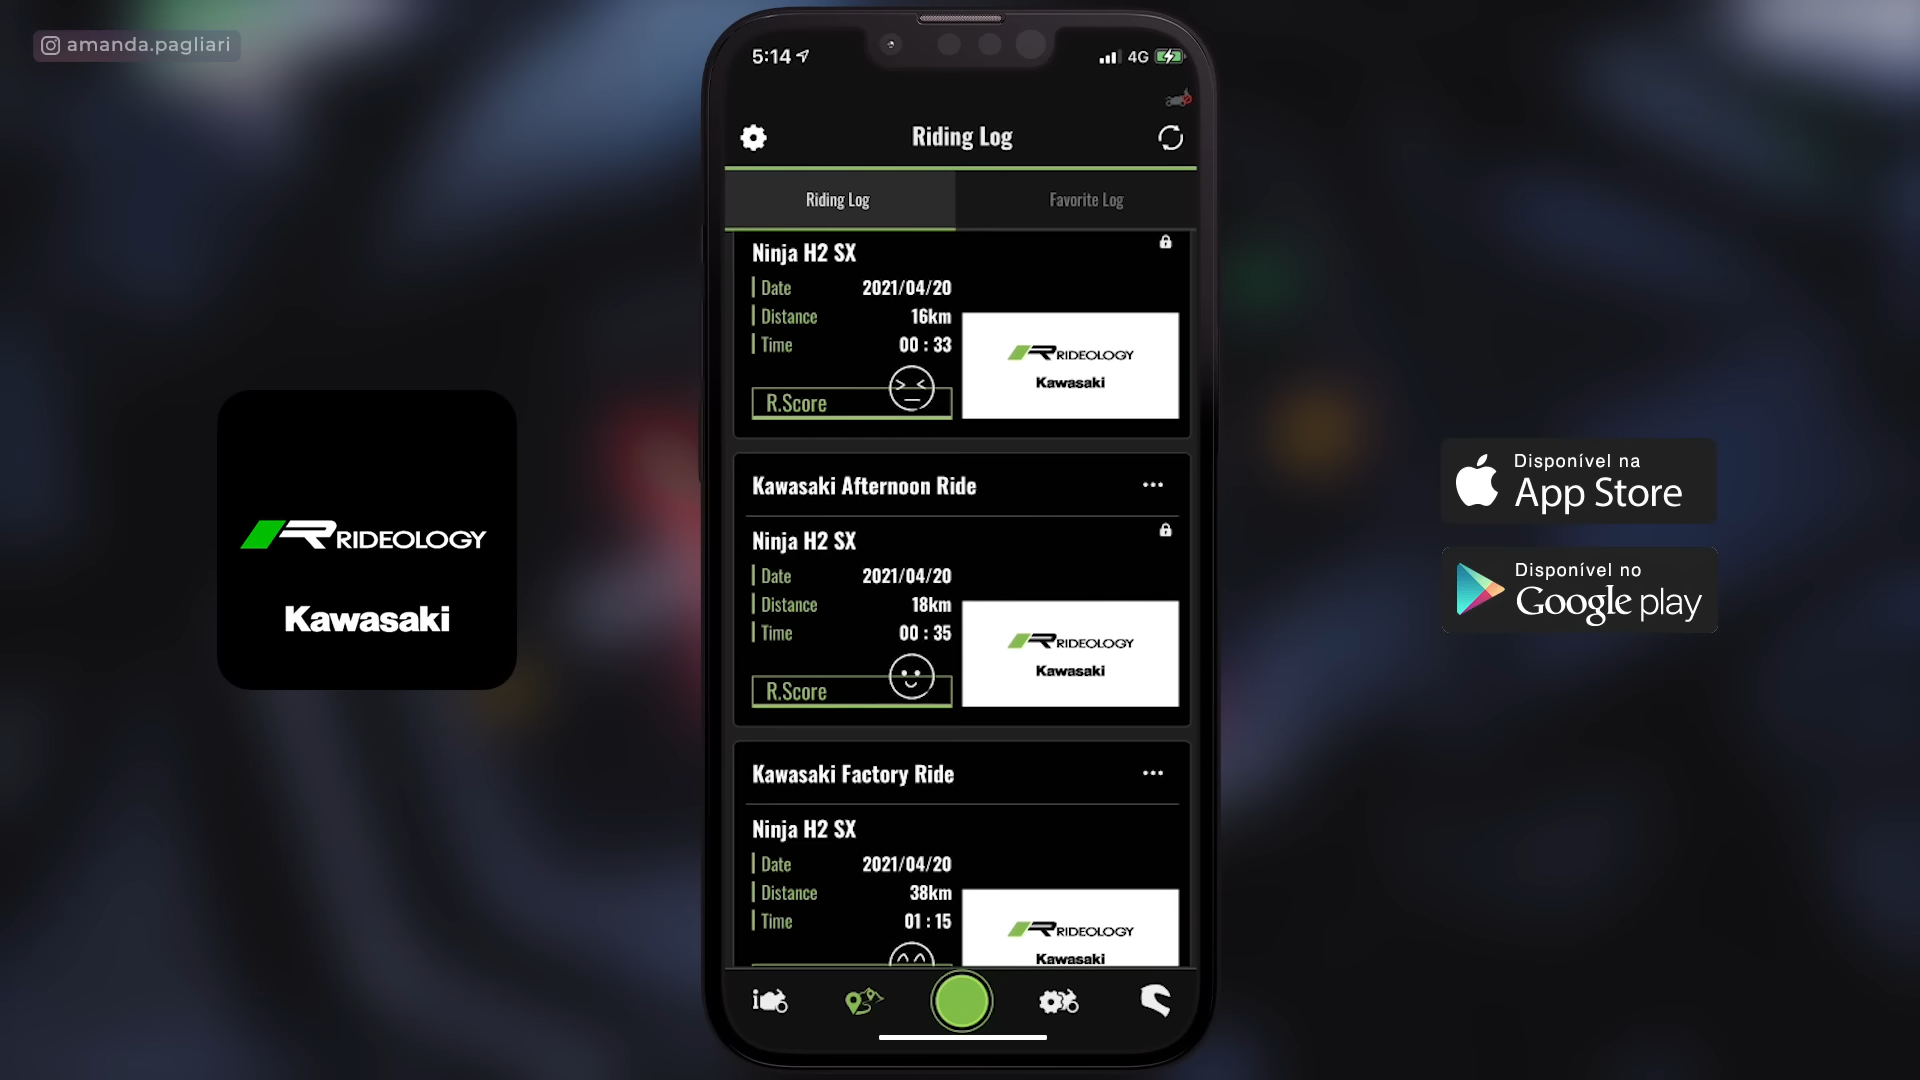 amanda.pagliari
5:14
4G
Riding Log
Riding Log
Favorite Log
Ninja H2 SX
Date 2021/04/20
Distance 16km
Time 00 : 33
R.Score
RIDEOLOGY
Kawasaki
Kawasaki Afternoon Ride
Ninja H2 SX
Date 2021/04/20
Distance 18km
Time 00 : 35
R.Score
RIDEOLOGY
Kawasaki
Kawasaki Factory Ride
Ninja H2 SX
Date 2021/04/20
Distance 38km
Time 01 : 15
RIDEOLOGY
Kawasaki
RIDEOLOGY
Kawasaki
Disponível na
App Store
Disponível no
Google play